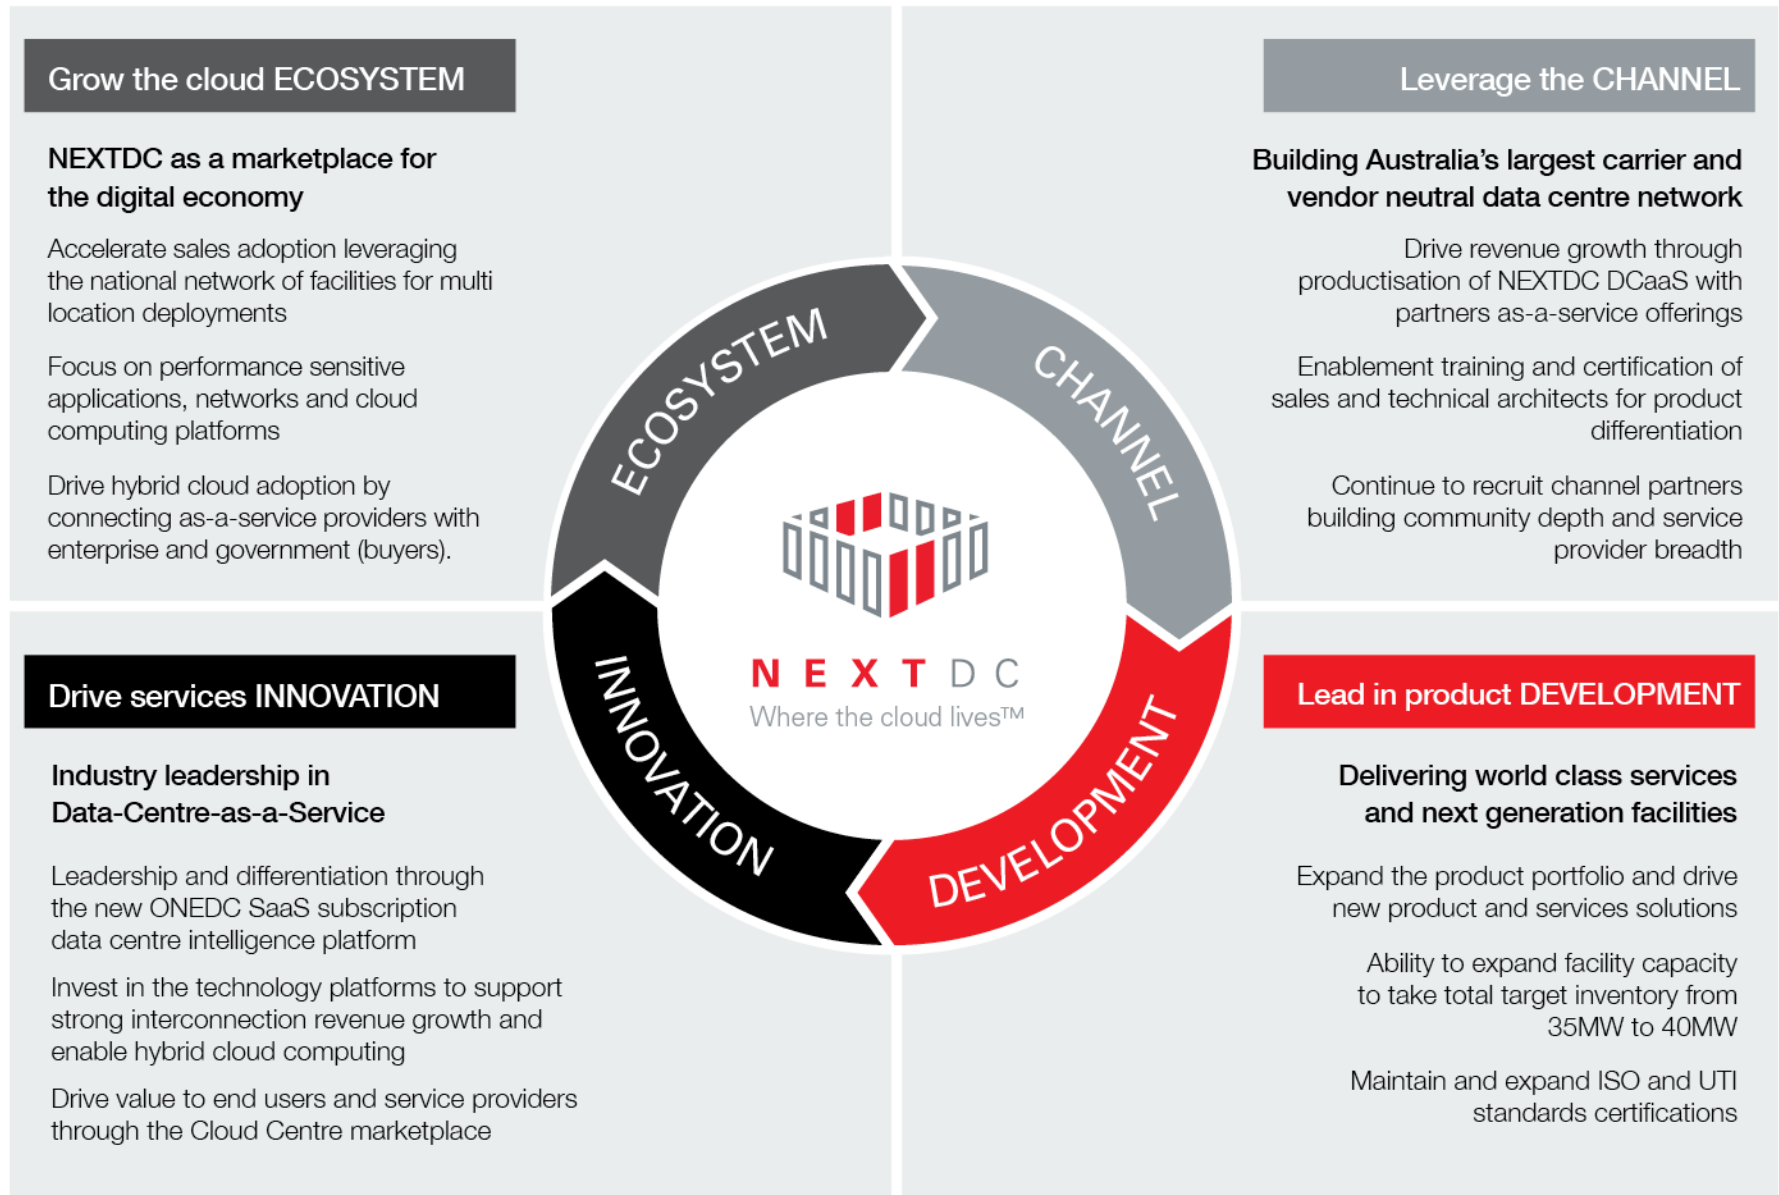 Grow the cloud ECOSYSTEM
NEXTDC as a marketplace for
the digital economy
Accelerate sales adoption leveraging
the national network of facilities for multi
location deployments
Focus on performance sensitive
applications, networks and cloud
computing platforms
Drive hybrid cloud adoption by
connecting as-a-service providers with
enterprise and government (buyers).
Leverage the CHANNEL
Building Australia's largest carrier and
vendor neutral data centre network
Drive revenue growth through
productisation of NEXTDC DCaaS with
partners as-a-service offerings
Enablement training and certification of
sales and technical architects for product
differentiation
Continue to recruit channel partners
building community depth and service
provider breadth
ECOSYSTEM
CHANNEL
INNOVATION
DEVELOPMENT
NEXTDC
Where the cloud lives™
Drive services INNOVATION
Industry leadership in
Data-Centre-as-a-Service
Leadership and differentiation through
the new ONEDC SaaS subscription
data centre intelligence platform
Invest in the technology platforms to support
strong interconnection revenue growth and
enable hybrid cloud computing
Drive value to end users and service providers
through the Cloud Centre marketplace
Lead in product DEVELOPMENT
Delivering world class services
and next generation facilities
Expand the product portfolio and drive
new product and services solutions
Ability to expand facility capacity
to take total target inventory from
35MW to 40MW
Maintain and expand ISO and UTI
standards certifications